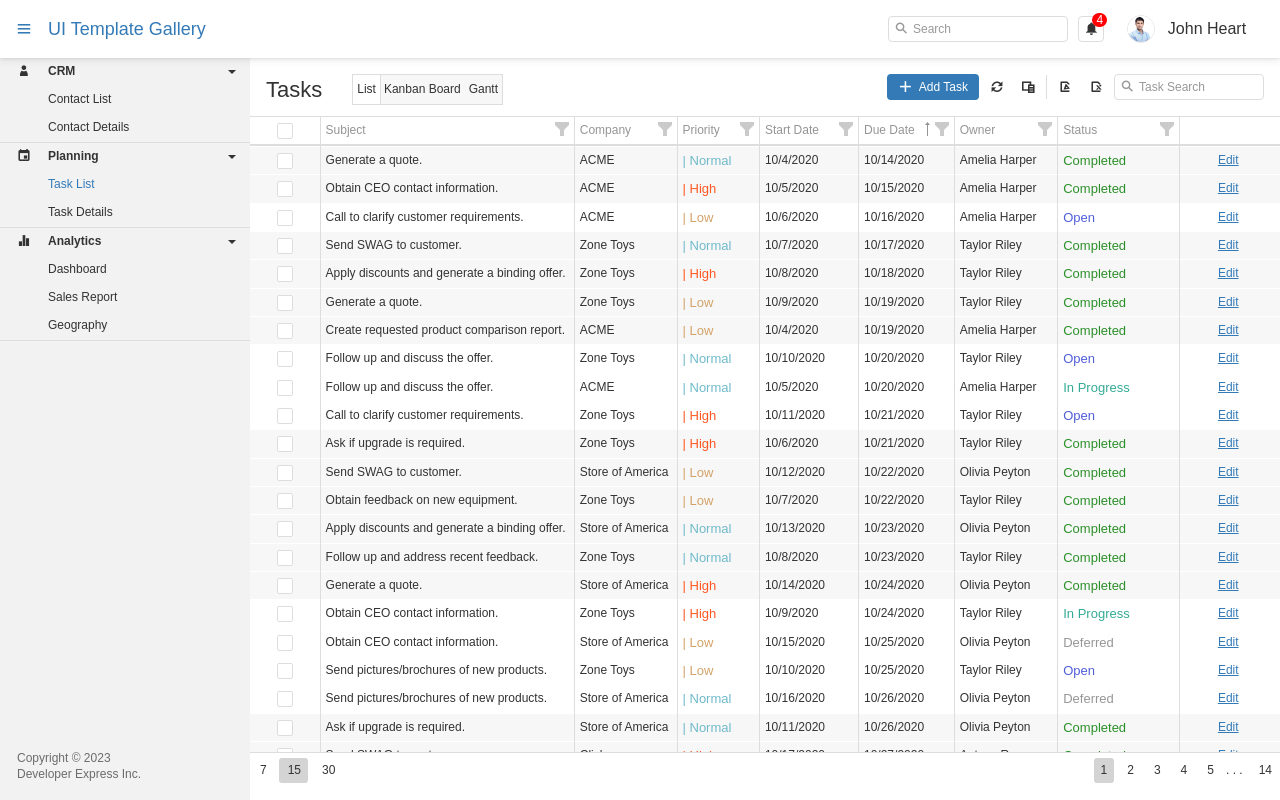 UI Template Gallery
Search
4
John Heart
CRM
Contact List
Contact Details
Planning
Task List
Task Details
Analytics
Dashboard
Sales Report
Geography
Copyright © 2023
Developer Express Inc.
Tasks
List Kanban Board Gantt
Add Task
Task Search
Subject Company Priority Start Date Due Date Owner Status
Generate a quote. ACME | Normal 10/4/2020 10/14/2020 Amelia Harper Completed Edit
Obtain CEO contact information. ACME | High 10/5/2020 10/15/2020 Amelia Harper Completed Edit
Call to clarify customer requirements. ACME | Low 10/6/2020 10/16/2020 Amelia Harper Open Edit
Send SWAG to customer. Zone Toys | Normal 10/7/2020 10/17/2020 Taylor Riley Completed Edit
Apply discounts and generate a binding offer. Zone Toys | High 10/8/2020 10/18/2020 Taylor Riley Completed Edit
Generate a quote. Zone Toys | Low 10/9/2020 10/19/2020 Taylor Riley Completed Edit
Create requested product comparison report. ACME | Low 10/4/2020 10/19/2020 Amelia Harper Completed Edit
Follow up and discuss the offer. Zone Toys | Normal 10/10/2020 10/20/2020 Taylor Riley Open Edit
Follow up and discuss the offer. ACME | Normal 10/5/2020 10/20/2020 Amelia Harper In Progress Edit
Call to clarify customer requirements. Zone Toys | High 10/11/2020 10/21/2020 Taylor Riley Open Edit
Ask if upgrade is required. Zone Toys | High 10/6/2020 10/21/2020 Taylor Riley Completed Edit
Send SWAG to customer. Store of America | Low 10/12/2020 10/22/2020 Olivia Peyton Completed Edit
Obtain feedback on new equipment. Zone Toys | Low 10/7/2020 10/22/2020 Taylor Riley Completed Edit
Apply discounts and generate a binding offer. Store of America | Normal 10/13/2020 10/23/2020 Olivia Peyton Completed Edit
Follow up and address recent feedback. Zone Toys | Normal 10/8/2020 10/23/2020 Taylor Riley Completed Edit
Generate a quote. Store of America | High 10/14/2020 10/24/2020 Olivia Peyton Completed Edit
Obtain CEO contact information. Zone Toys | High 10/9/2020 10/24/2020 Taylor Riley In Progress Edit
Obtain CEO contact information. Store of America | Low 10/15/2020 10/25/2020 Olivia Peyton Deferred Edit
Send pictures/brochures of new products. Zone Toys | Low 10/10/2020 10/25/2020 Taylor Riley Open Edit
Send pictures/brochures of new products. Store of America | Normal 10/16/2020 10/26/2020 Olivia Peyton Deferred Edit
Ask if upgrade is required. Store of America | Normal 10/11/2020 10/26/2020 Olivia Peyton Completed Edit
7 15 30 1 2 3 4 5 . . . 14